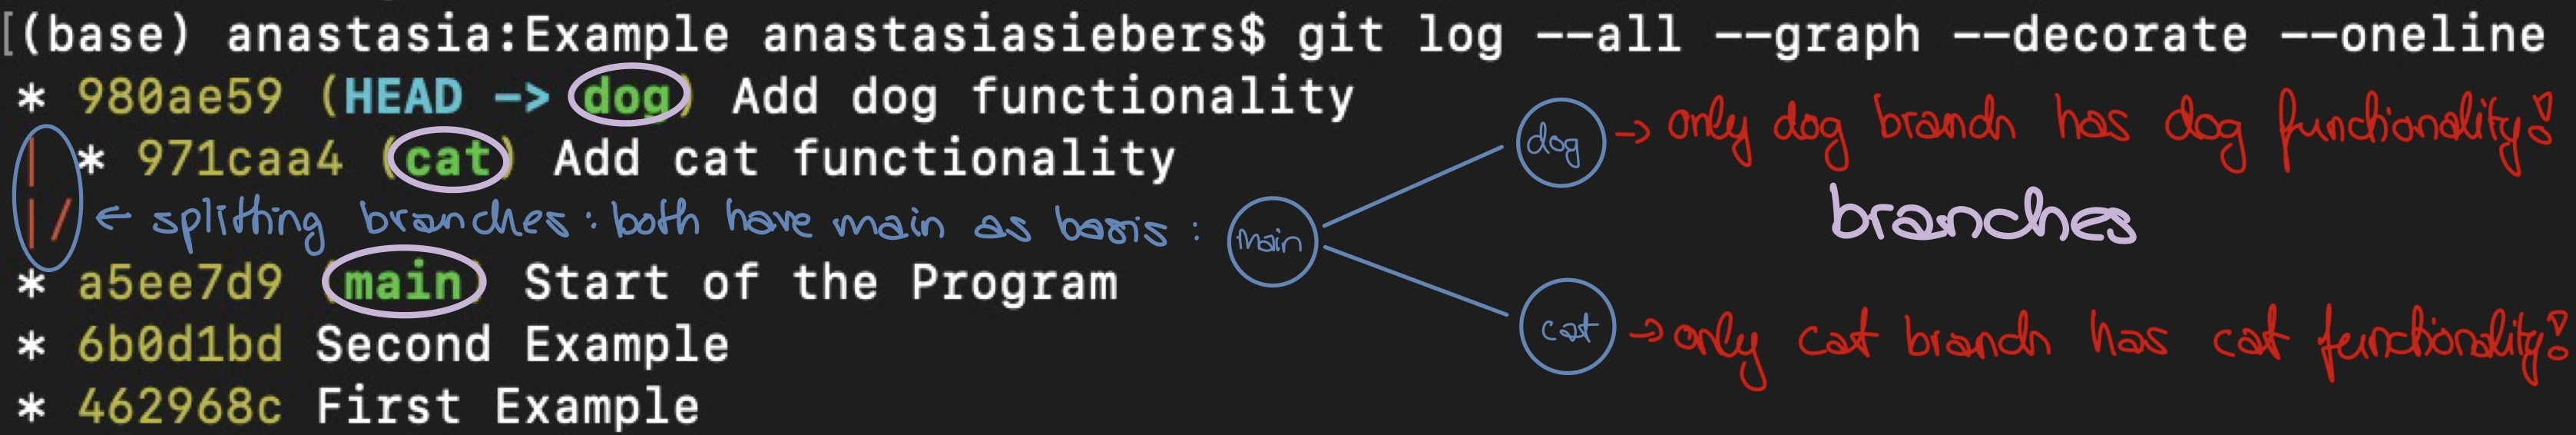 [(base) anastasia:Example anastasiasiebers$ git log --all --graph --decorate --oneline
* 980ae59 (HEAD -> dog) Add dog functionality
| * 971caa4 (cat) Add cat functionality
|/ ← splitting branches: both have main as basis:
* a5ee7d9 (main) Start of the Program
* 6b0d1bd Second Example
* 462968c First Example
main
dog → only dog branch has dog functionality!
branches
cat → only cat branch has cat functionality!